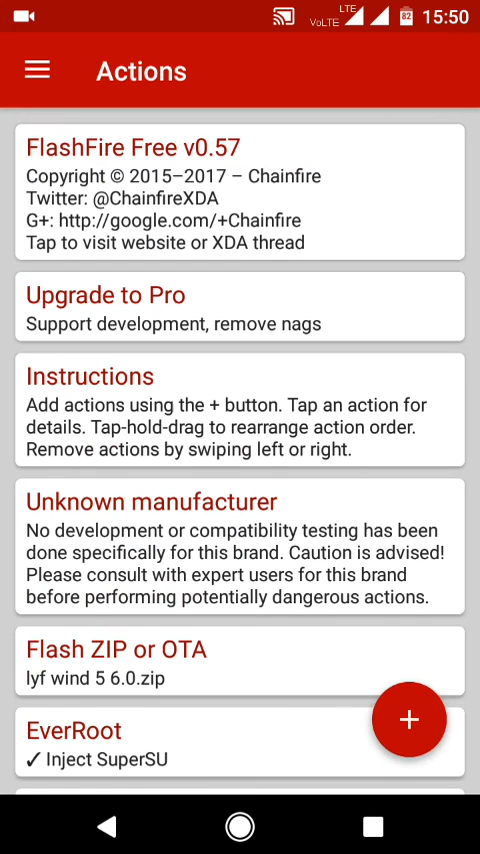 LTE
VoLTE
82
15:50
Actions
FlashFire Free v0.57
Copyright © 2015–2017 – Chainfire
Twitter: @ChainfireXDA
G+: http://google.com/+Chainfire
Tap to visit website or XDA thread
Upgrade to Pro
Support development, remove nags
Instructions
Add actions using the + button. Tap an action for
details. Tap-hold-drag to rearrange action order.
Remove actions by swiping left or right.
Unknown manufacturer
No development or compatibility testing has been
done specifically for this brand. Caution is advised!
Please consult with expert users for this brand
before performing potentially dangerous actions.
Flash ZIP or OTA
lyf wind 5 6.0.zip
EverRoot
✓ Inject SuperSU
+